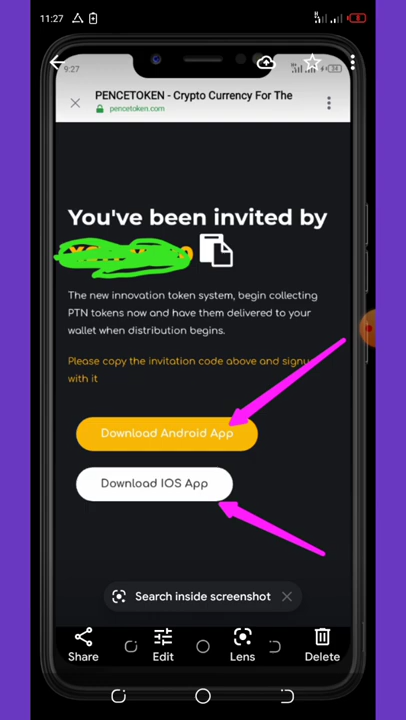 11:27
9:27
PENCETOKEN - Crypto Currency For The
pencetoken.com
You've been invited by
The new innovation token system, begin collecting
PTN tokens now and have them delivered to your
wallet when distribution begins.
Please copy the invitation code above and signup
with it
Download Android App
Download IOS App
Search inside screenshot
Share
Edit
Lens
Delete